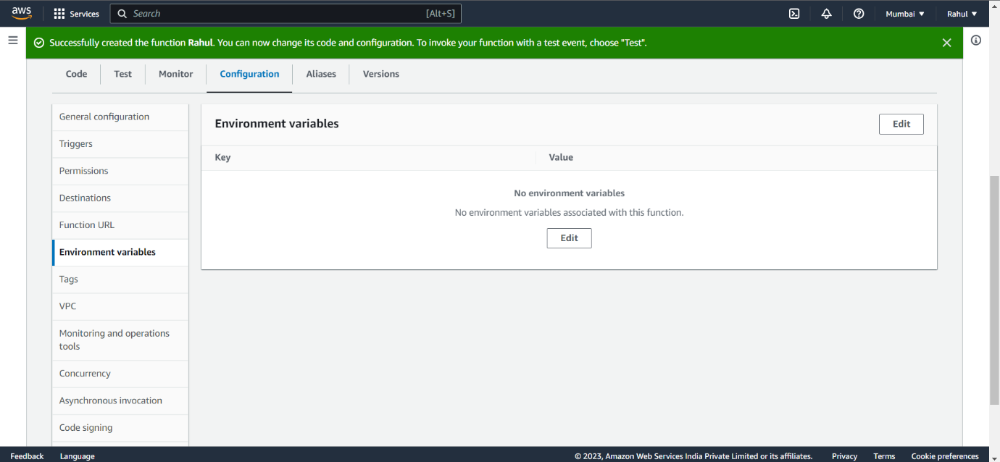 aws
Services
Search
[Alt+S]
Mumbai ▼
Rahul ▼
Successfully created the function Rahul. You can now change its code and configuration. To invoke your function with a test event, choose "Test".
Code
Test
Monitor
Configuration
Aliases
Versions
General configuration
Triggers
Permissions
Destinations
Function URL
Environment variables
Tags
VPC
Monitoring and operations
tools
Concurrency
Asynchronous invocation
Code signing
Environment variables
Edit
Key
Value
No environment variables
No environment variables associated with this function.
Edit
Feedback
Language
© 2023, Amazon Web Services India Private Limited or its affiliates.
Privacy
Terms
Cookie preferences